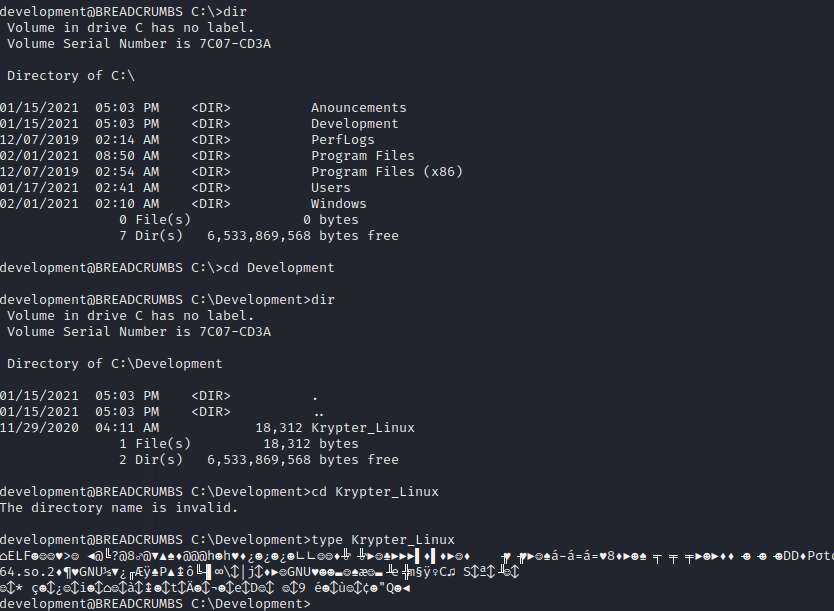 development@BREADCRUMBS C:\>dir
 Volume in drive C has no label.
 Volume Serial Number is 7C07-CD3A
 Directory of C:\
01/15/2021  05:03 PM    <DIR>          Anouncements
01/15/2021  05:03 PM    <DIR>          Development
12/07/2019  02:14 AM    <DIR>          PerfLogs
02/01/2021  08:50 AM    <DIR>          Program Files
12/07/2019  02:54 AM    <DIR>          Program Files (x86)
01/17/2021  02:41 AM    <DIR>          Users
02/01/2021  02:10 AM    <DIR>          Windows
               0 File(s)              0 bytes
               7 Dir(s)   6,533,869,568 bytes free
development@BREADCRUMBS C:\>cd Development
development@BREADCRUMBS C:\Development>dir
 Volume in drive C has no label.
 Volume Serial Number is 7C07-CD3A
 Directory of C:\Development
01/15/2021  05:03 PM    <DIR>          .
01/15/2021  05:03 PM    <DIR>          ..
11/29/2020  04:11 AM            18,312 Krypter_Linux
               1 File(s)         18,312 bytes
               2 Dir(s)   6,533,869,568 bytes free
development@BREADCRUMBS C:\Development>cd Krypter_Linux
The directory name is invalid.
development@BREADCRUMBS C:\Development>type Krypter_Linux
ELF
64.so.2 GNU GNU
development@BREADCRUMBS C:\Development>